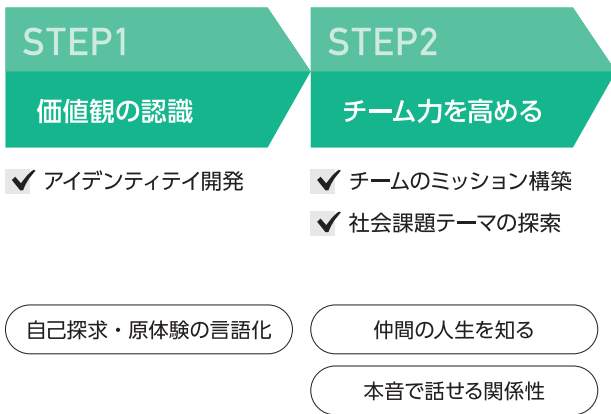 STEP1
価値観の認識
アイデンティテイ開発
自己探求・原体験の言語化
STEP2
チーム力を高める
チームのミッション構築
社会課題テーマの探索
仲間の人生を知る
本音で話せる関係性